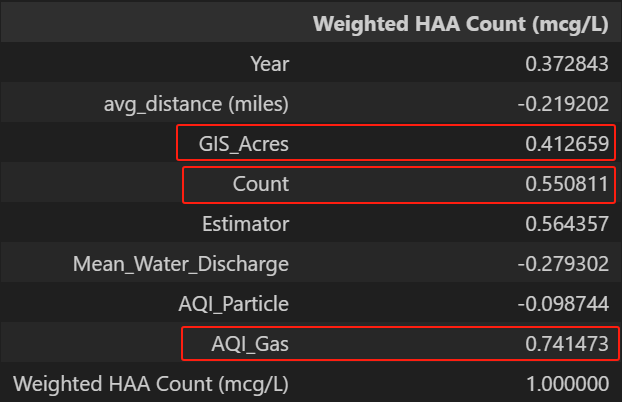 Weighted HAA Count (mcg/L)
Year 0.372843
avg_distance (miles) -0.219202
GIS_Acres 0.412659
Count 0.550811
Estimator 0.564357
Mean_Water_Discharge -0.279302
AQI_Particle -0.098744
AQI_Gas 0.741473
Weighted HAA Count (mcg/L) 1.000000